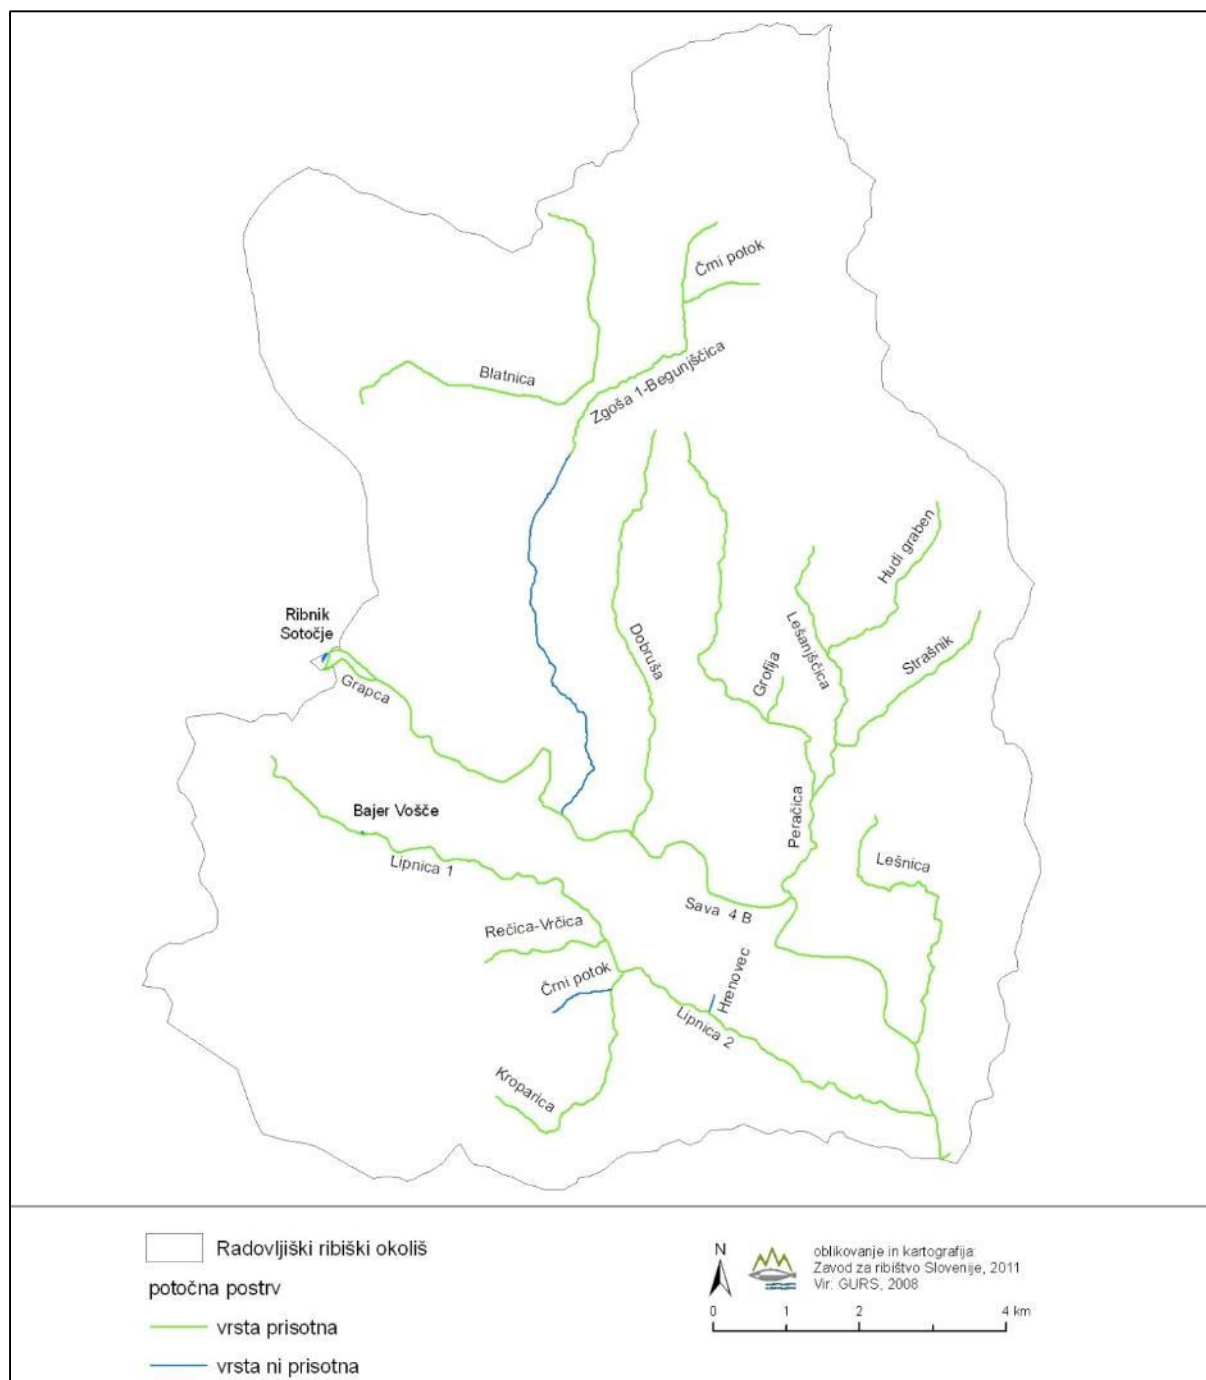 Črni potok
Blatnica
Zgoša 1-Begunjščica
Hudi graben
Ribnik
Sotočje
Dobruša
Lešanjščica
Strašnik
Grofija
Grapca
Bajer Vošče
Peračica
Lipnica 1
Lešnica
Sava 4 B
Rečica-Vrčica
Črni potok
Hrenovec
Lipnica 2
Kroparica
Radovljiški ribiški okoliš
potočna postrv
vrsta prisotna
vrsta ni prisotna
N
oblikovanje in kartografija:
Zavod za ribištvo Slovenije, 2011
Vir: GURS, 2008
0 1 2 4 km